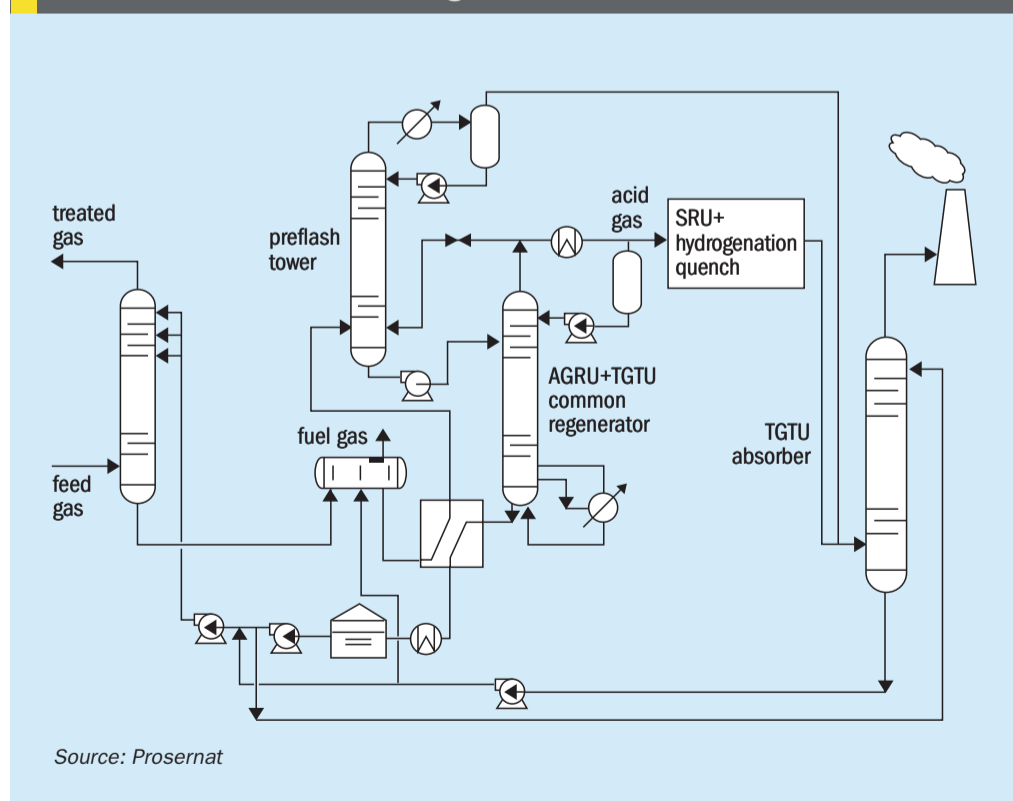 treated
gas
preflash
tower
acid
gas
SRU+
hydrogenation
quench
AGRU+TGTU
common
regenerator
fuel gas
TGTU
absorber
feed
gas
Source: Prosernat